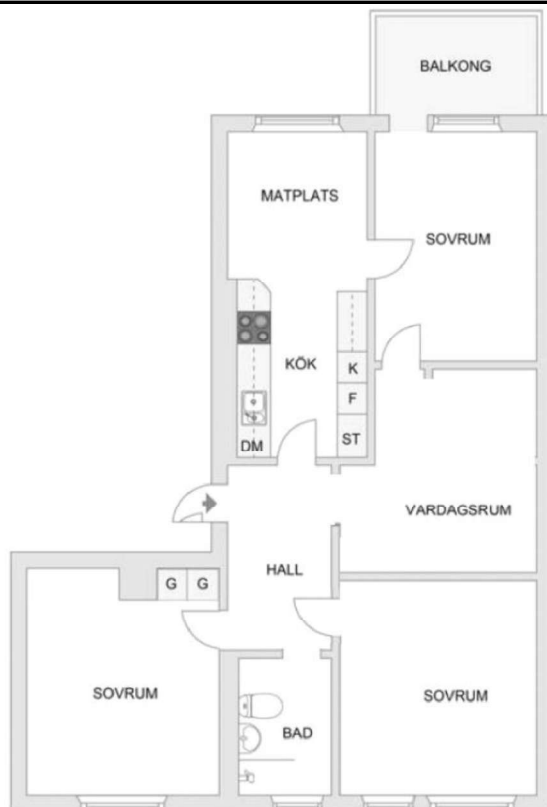 BALKONG
MATPLATS
SOVRUM
KÖK
K
F
DM
ST
VARDAGSRUM
HALL
G G
SOVRUM
SOVRUM
BAD